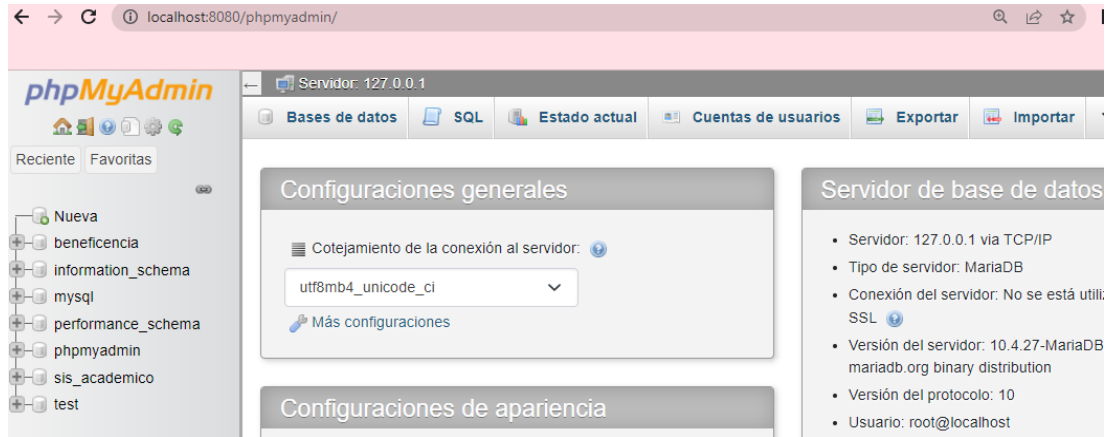 localhost:8080/phpmyadmin/
phpMyAdmin
Reciente Favoritas
Nueva
beneficencia
information_schema
mysql
performance_schema
phpmyadmin
sis_academico
test
Servidor: 127.0.0.1
Bases de datos SQL Estado actual Cuentas de usuarios Exportar Importar
Configuraciones generales
Cotejamiento de la conexión al servidor:
utf8mb4_unicode_ci
Más configuraciones
Configuraciones de apariencia
Servidor de base de datos
Servidor: 127.0.0.1 via TCP/IP
Tipo de servidor: MariaDB
Conexión del servidor: No se está utiliz
SSL
Versión del servidor: 10.4.27-MariaDB
mariadb.org binary distribution
Versión del protocolo: 10
Usuario: root@localhost